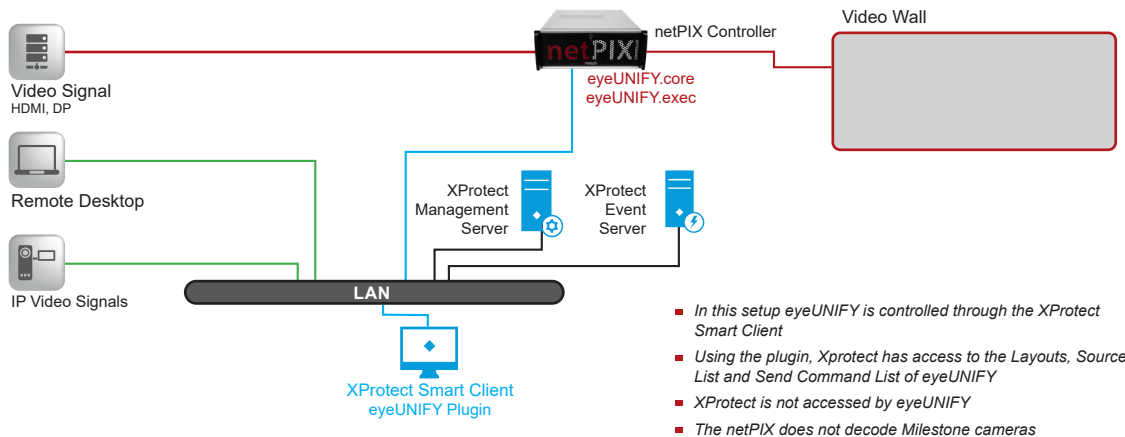 Video Wall
netPIX Controller
netPIX
eyeUNIFY.core
eyeUNIFY.exec
Video Signal
HDMI, DP
Remote Desktop
XProtect
Management
Server
XProtect
Event
Server
IP Video Signals
LAN
XProtect Smart Client
eyeUNIFY Plugin
In this setup eyeUNIFY is controlled through the XProtect
Smart Client
Using the plugin, Xprotect has access to the Layouts, Source
List and Send Command List of eyeUNIFY
XProtect is not accessed by eyeUNIFY
The netPIX does not decode Milestone cameras